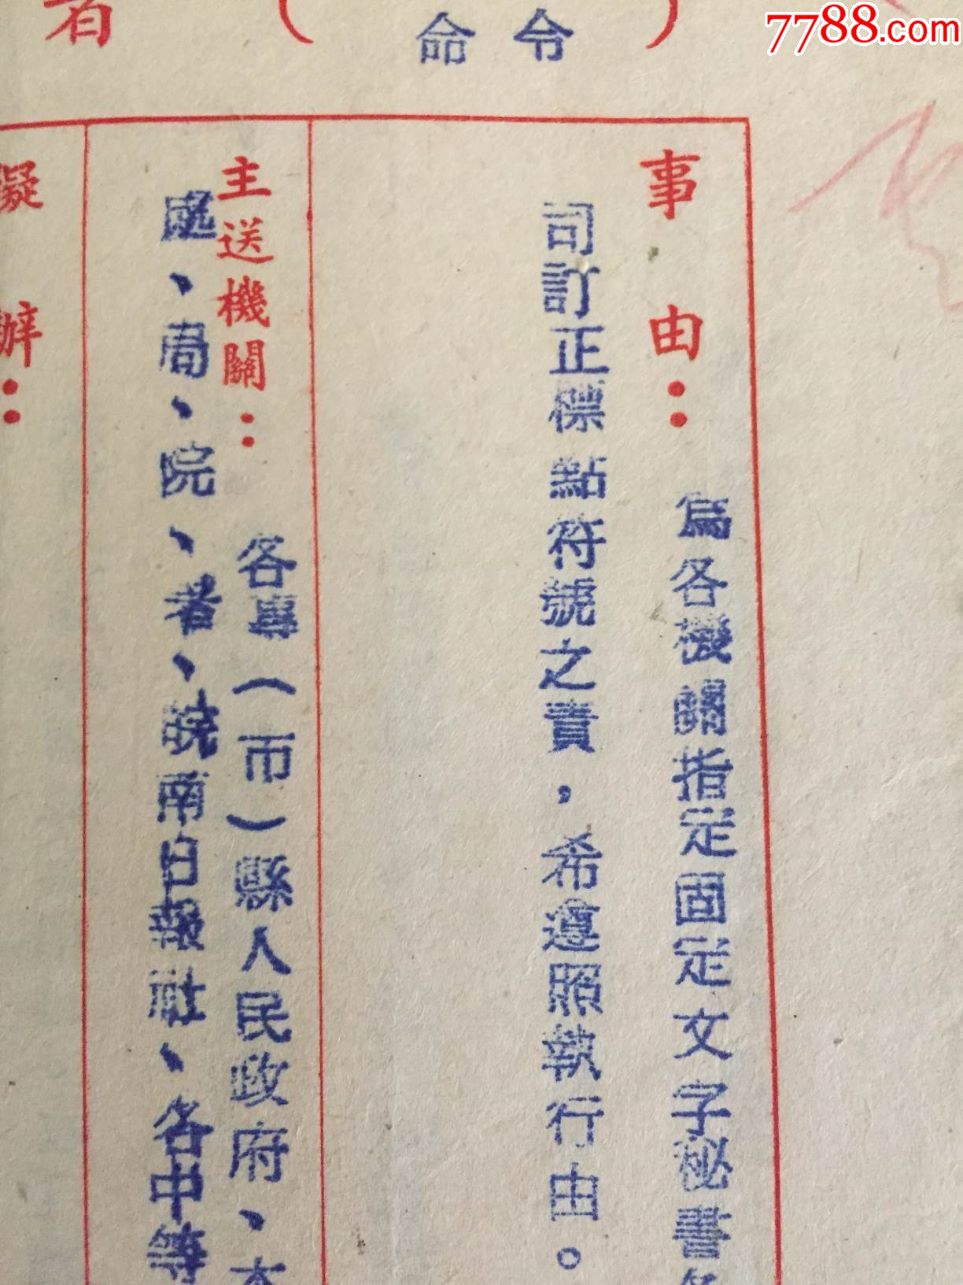 7788.com
者
（命令）
事由：為各機關指定固定文字秘書
司訂正標點符號之責，希遵照執行由。
主送機關：各專（市）縣人民政府、本
處、局、院、者、皖南日報社、各中等
擬辦：